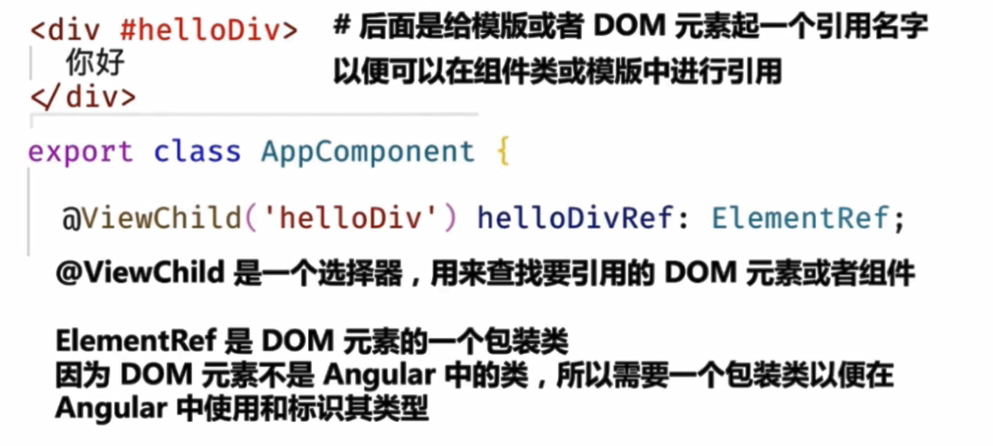 <div #helloDiv> # 后面是给模版或者 DOM 元素起一个引用名字
你好 以便可以在组件类或模版中进行引用
</div>
export class AppComponent {
@ViewChild('helloDiv') helloDivRef: ElementRef;
@ViewChild 是一个选择器，用来查找要引用的 DOM 元素或者组件
ElementRef 是 DOM 元素的一个包装类
因为 DOM 元素不是 Angular 中的类，所以需要一个包装类以便在
Angular 中使用和标识其类型